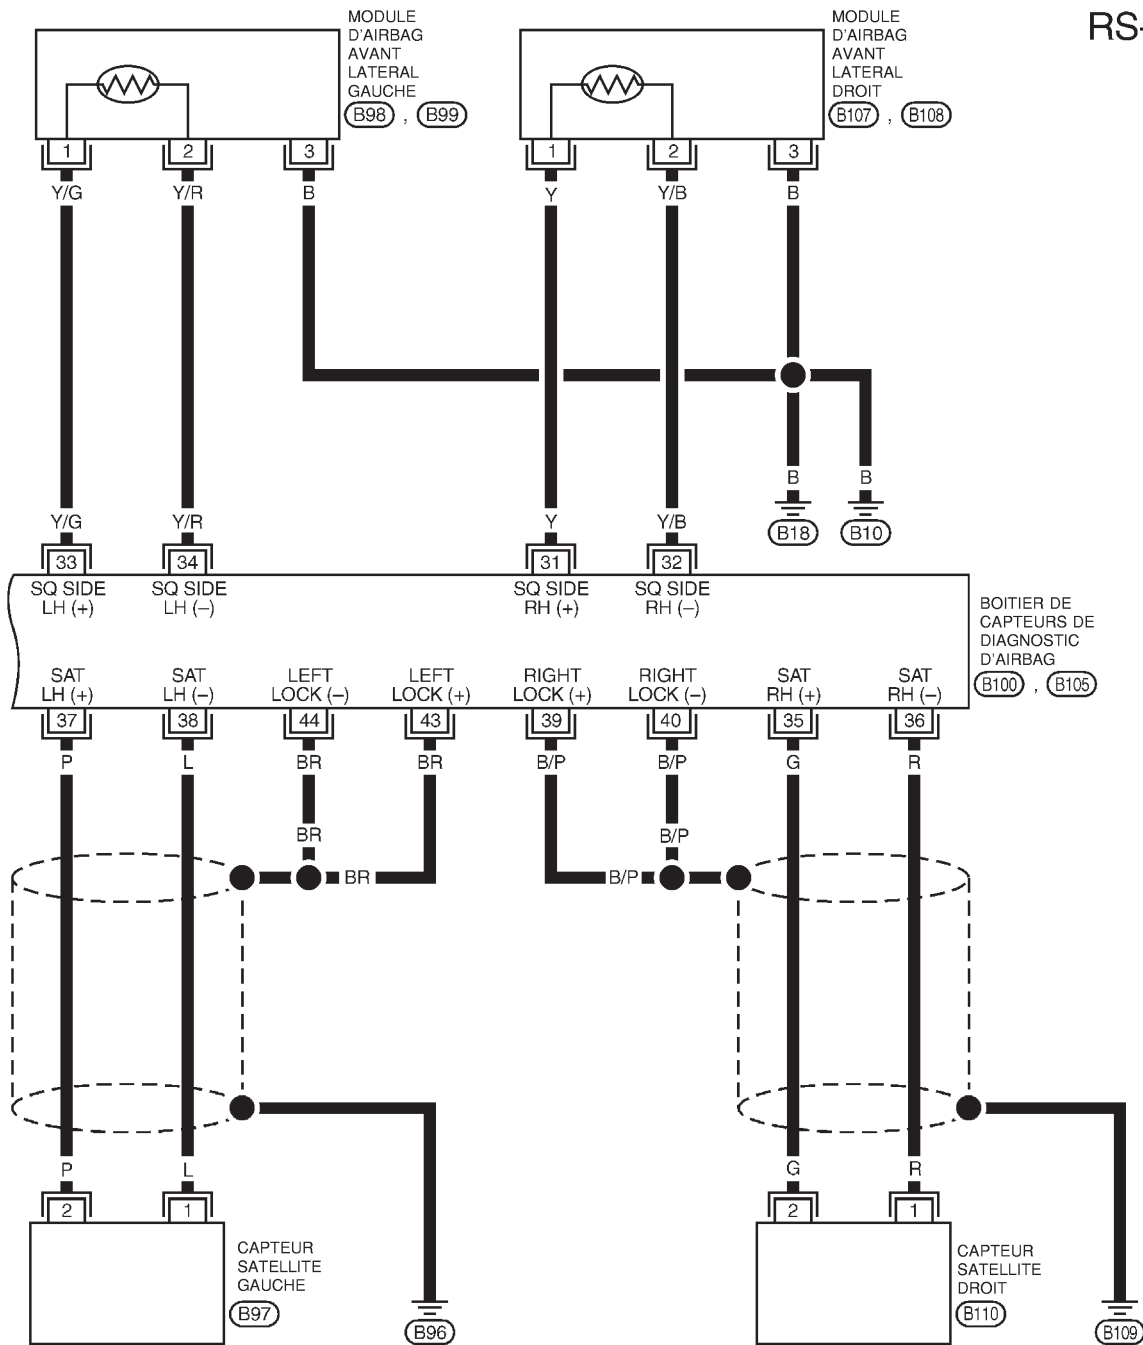 RS-
MODULE
D'AIRBAG
AVANT
LATERAL
GAUCHE
B98 , B99
MODULE
D'AIRBAG
AVANT
LATERAL
DROIT
B107 , B108
1 2 3 1 2 3
Y/G Y/R B Y Y/B B
B B
Y/G Y/R Y Y/B B18 B10
33 34 31 32
SQ SIDE LH (+) SQ SIDE LH (–) SQ SIDE RH (+) SQ SIDE RH (–)
BOITIER DE
CAPTEURS DE
DIAGNOSTIC
D'AIRBAG
B100 , B105
SAT LH (+) SAT LH (–) LEFT LOCK (–) LEFT LOCK (+) RIGHT LOCK (+) RIGHT LOCK (–) SAT RH (+) SAT RH (–)
37 38 44 43 39 40 35 36
P L BR BR B/P B/P G R
BR B/P
BR B/P
P L G R
2 1 2 1
CAPTEUR
SATELLITE
GAUCHE
B97
B96
CAPTEUR
SATELLITE
DROIT
B110
B109